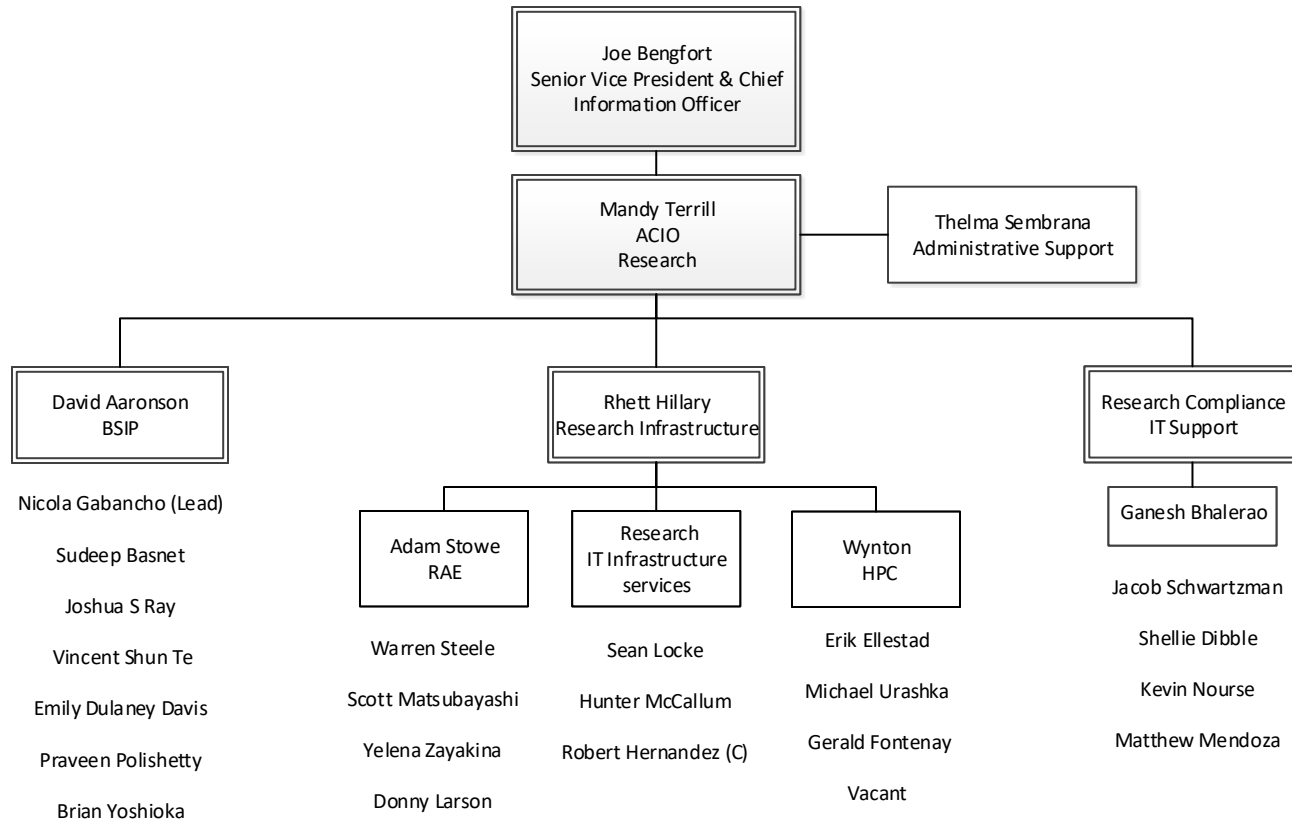 Joe Bengfort
Senior Vice President & Chief
Information Officer
Mandy Terrill
ACIO
Research
Thelma Sembrana
Administrative Support
David Aaronson
BSIP
Nicola Gabancho (Lead)
Sudeep Basnet
Joshua S Ray
Vincent Shun Te
Emily Dulaney Davis
Praveen Polishetty
Brian Yoshioka
Rhett Hillary
Research Infrastructure
Adam Stowe
RAE
Warren Steele
Scott Matsubayashi
Yelena Zayakina
Donny Larson
Research
IT Infrastructure
services
Sean Locke
Hunter McCallum
Robert Hernandez (C)
Wynton
HPC
Erik Ellestad
Michael Urashka
Gerald Fontenay
Vacant
Research Compliance
IT Support
Ganesh Bhalerao
Jacob Schwartzman
Shellie Dibble
Kevin Nourse
Matthew Mendoza